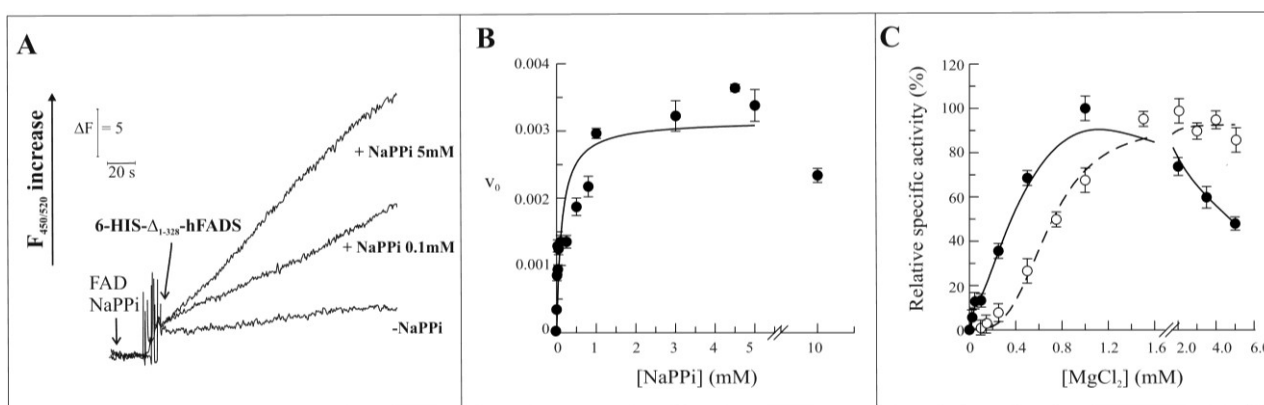 A
F450/520 increase
ΔF = 5
20 s
+ NaPPi 5mM
6-HIS-Δ1-328-hFADS
+ NaPPi 0.1mM
FAD
NaPPi
-NaPPi
B
0.004
0.003
0.002
0.001
0
V0
0 1 2 3 4 5 10
[NaPPi] (mM)
C
Relative specific activity (%)
120
100
80
60
40
20
0
0 0.4 0.8 1.2 1.6 2.0 4.0 6.0
[MgCl2] (mM)